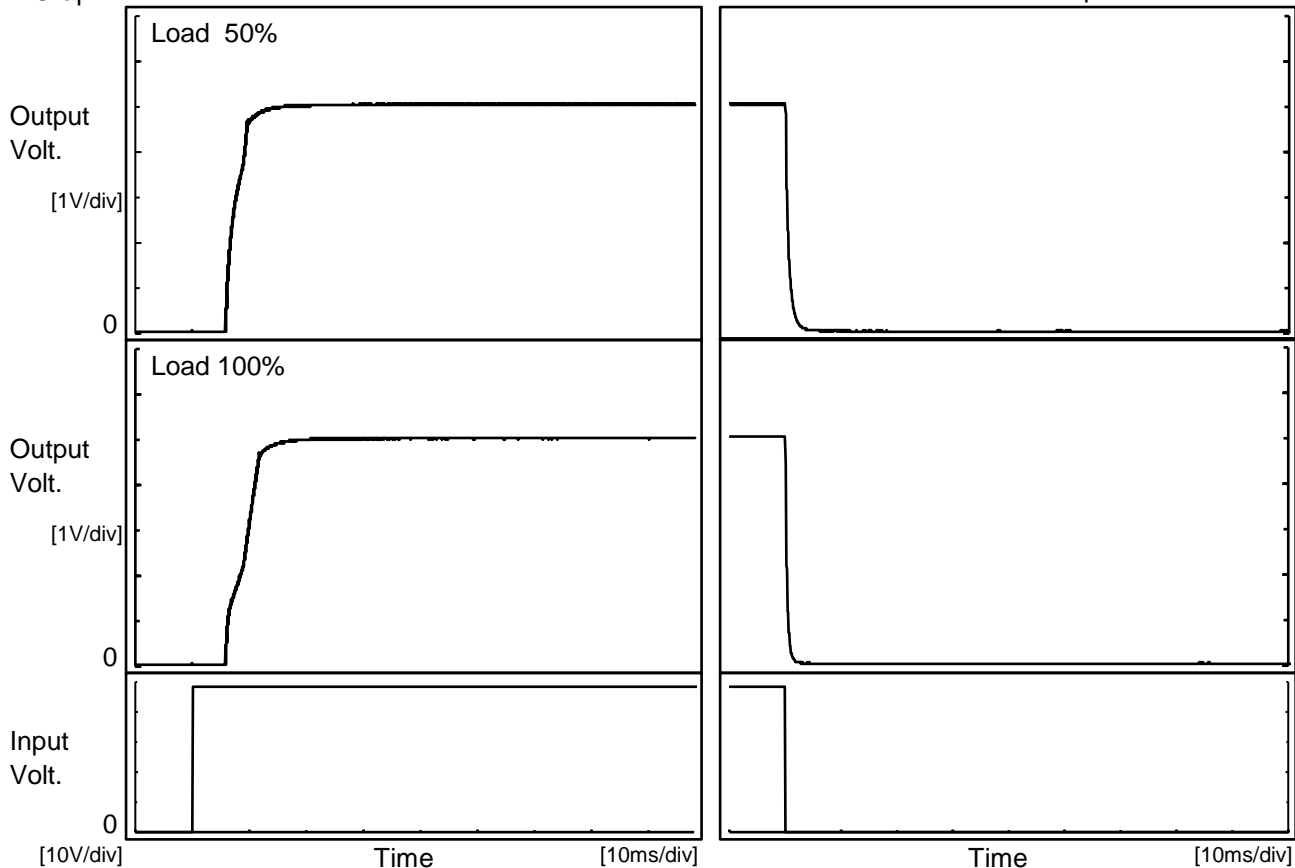 Load 50%
Output
Volt.
[1V/div]
0
Load 100%
Output
Volt.
[1V/div]
0
Input
Volt.
0
[10V/div]
Time
[10ms/div]
Time
[10ms/div]